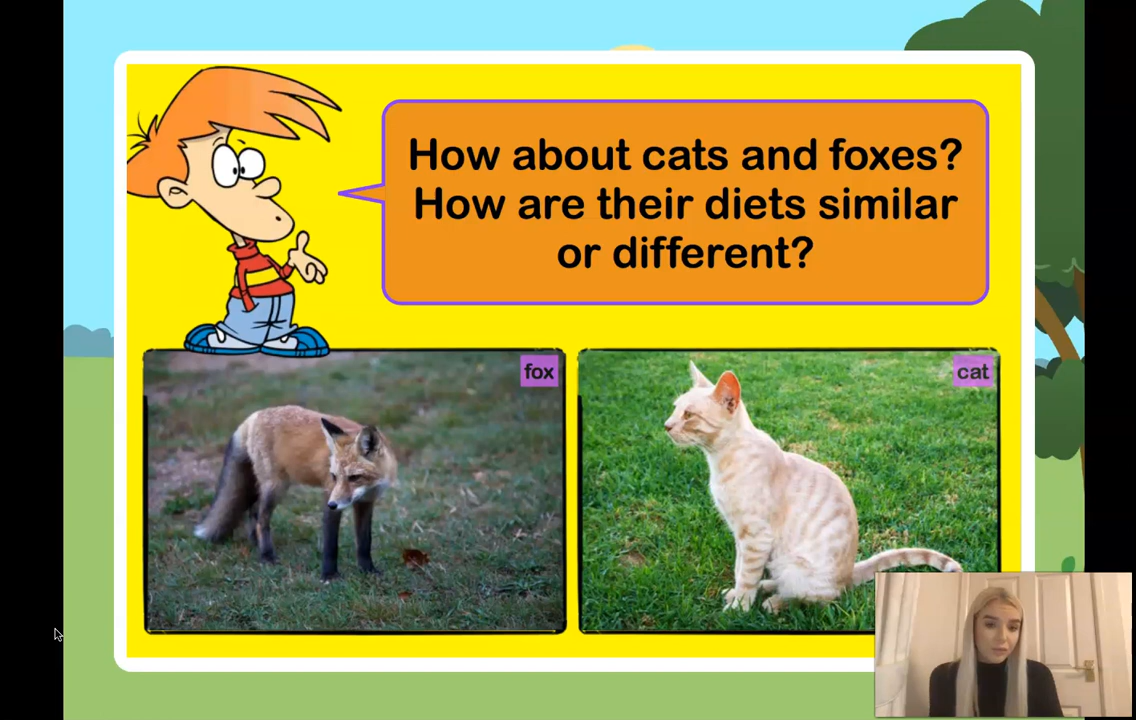 How about cats and foxes?
How are their diets similar
or different?
fox
cat